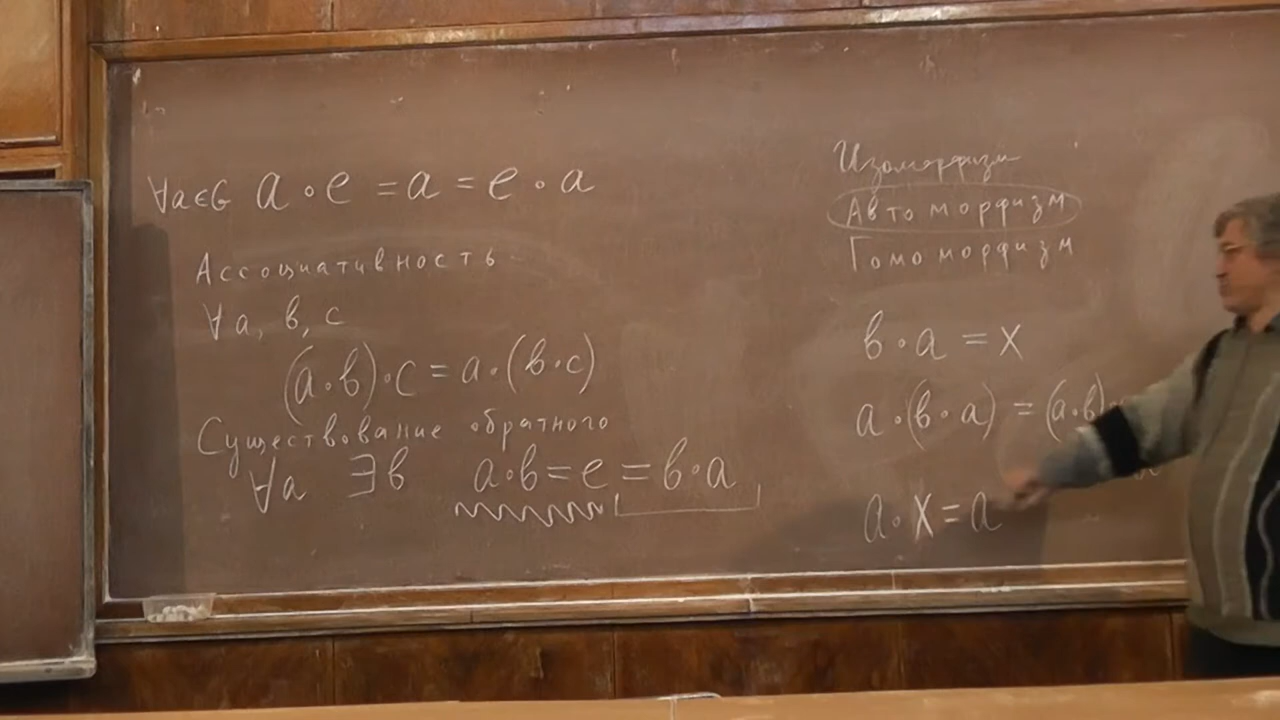 ∀a∈G a∘e = a = e∘a
Ассоциативность
∀a, b, c
(a·b)·c = a·(b·c)
Существование обратного
∀a ∃b a·b = e = b·a
Изоморфизм
Автоморфизм
Гомоморфизм
b·a = x
a·(b·a) = (a·b)·
a·x = a